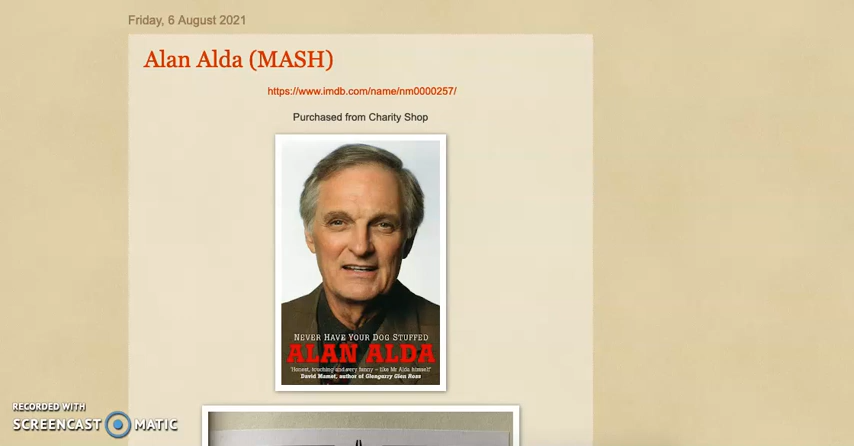 Friday, 6 August 2021
Alan Alda (MASH)
https://www.imdb.com/name/nm0000257/
Purchased from Charity Shop
NEVER HAVE YOUR DOG STUFFED
ALAN ALDA
'Honest, touching and very funny – like Mr Alda himself'
David Mamet, author of Glengarry Glen Ross
RECORDED WITH
SCREENCAST MATIC